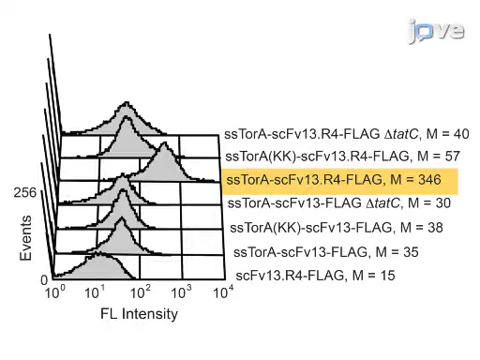 jove
ssTorA-scFv13.R4-FLAG ΔtatC, M = 40
ssTorA(KK)-scFv13.R4-FLAG, M = 57
ssTorA-scFv13.R4-FLAG, M = 346
ssTorA-scFv13-FLAG ΔtatC, M = 30
ssTorA(KK)-scFv13-FLAG, M = 38
ssTorA-scFv13-FLAG, M = 35
scFv13.R4-FLAG, M = 15
256
Events
0
10⁰ 10¹ 10² 10³ 10⁴
FL Intensity